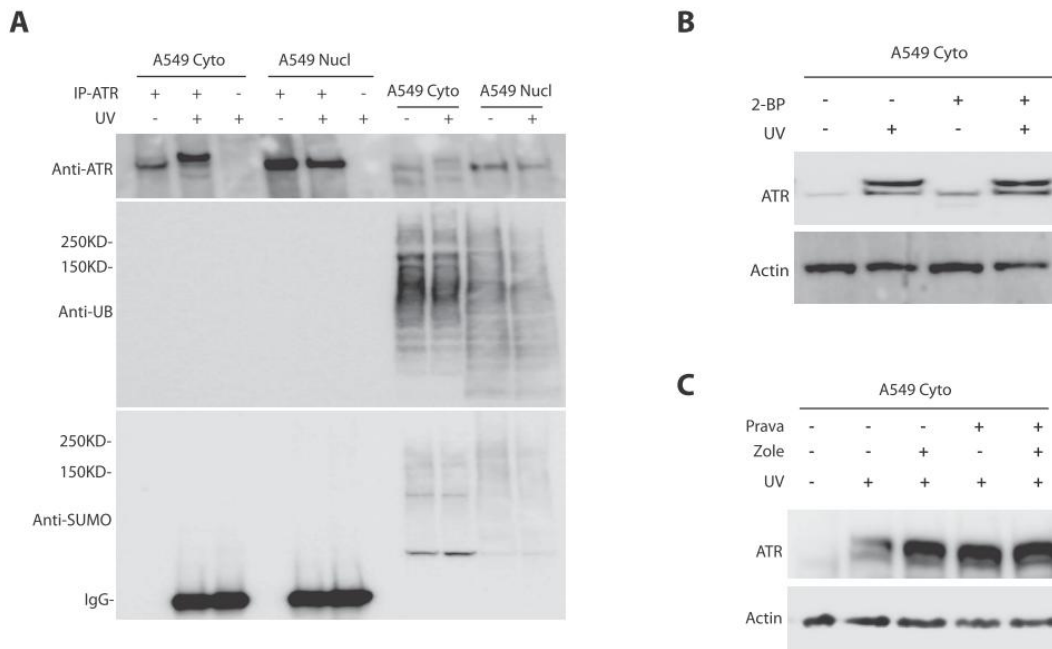 A
A549 Cyto A549 Nucl
IP-ATR + + - + + - A549 Cyto A549 Nucl
UV - + + - + + - + - +
Anti-ATR
250KD-
150KD-
Anti-UB
250KD-
150KD-
Anti-SUMO
IgG-
B
A549 Cyto
2-BP - - + +
UV - + - +
ATR
Actin
C
A549 Cyto
Prava - - - + +
Zole - - + - +
UV - + + + +
ATR
Actin